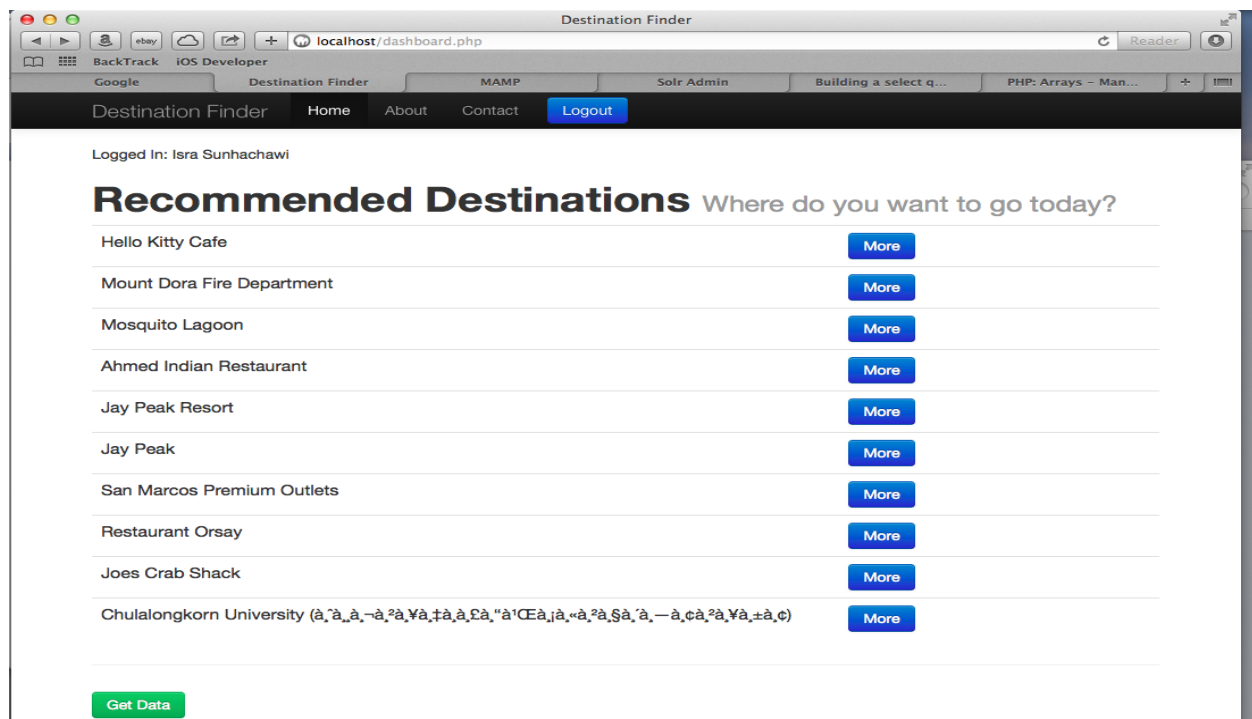 Destination Finder
ebay
localhost/dashboard.php
Reader
BackTrack iOS Developer
Google
Destination Finder
MAMP
Solr Admin
Building a select q...
PHP: Arrays – Man...
Destination Finder Home About Contact Logout
Logged In: Isra Sunhachawi
Recommended Destinations Where do you want to go today?
Hello Kitty Cafe More
Mount Dora Fire Department More
Mosquito Lagoon More
Ahmed Indian Restaurant More
Jay Peak Resort More
Jay Peak More
San Marcos Premium Outlets More
Restaurant Orsay More
Joes Crab Shack More
Chulalongkorn University More
Get Data